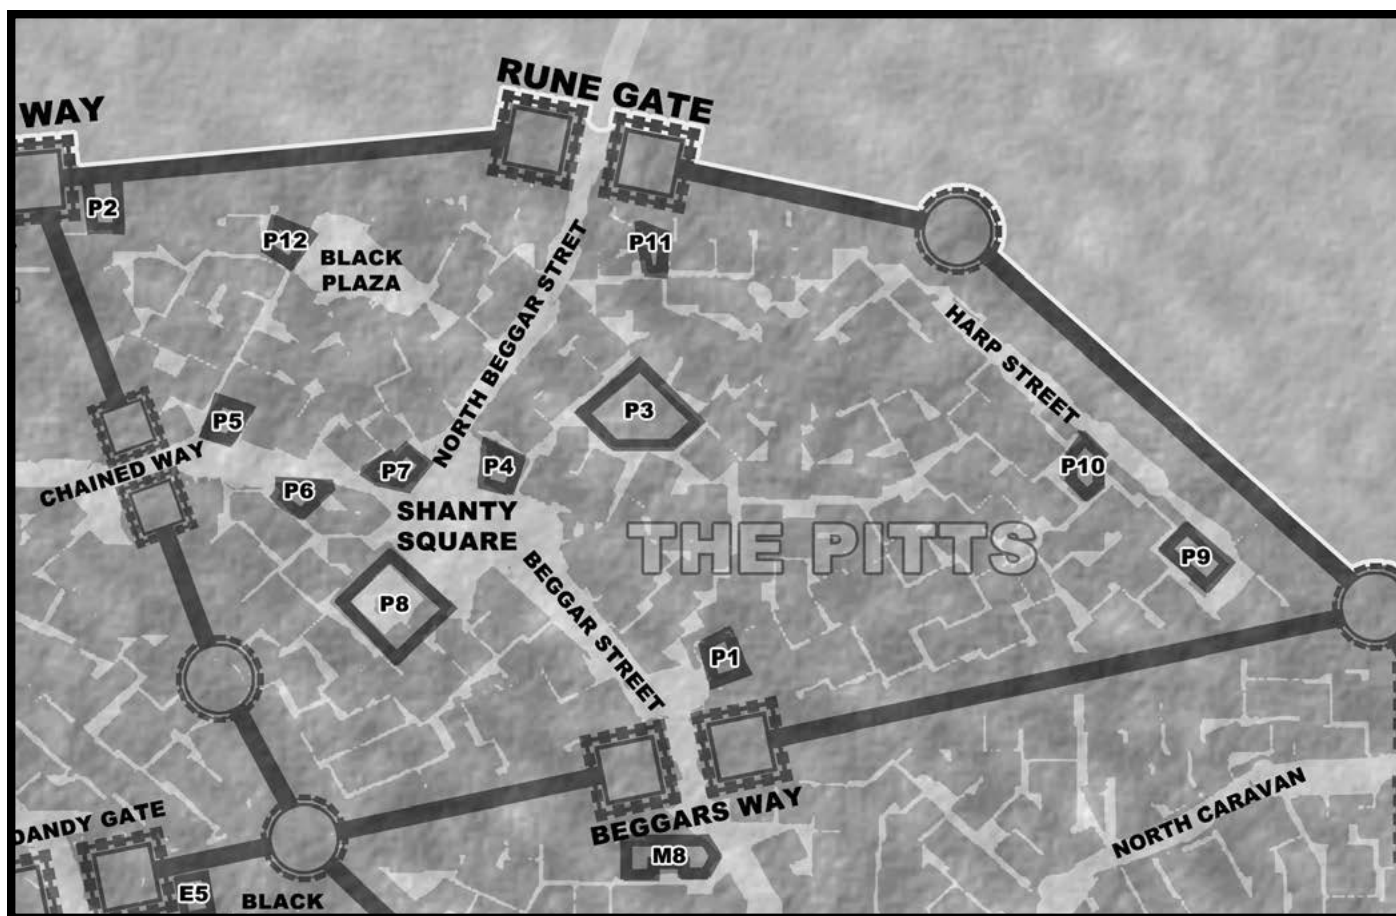 RUNE GATE
WAY
P2
P12
P11
BLACK
PLAZA
NORTH BEGGAR STRET
HARP STREET
P3
P5
P4
P7
P10
CHAINED WAY
P6
SHANTY
SQUARE
THE PITTS
P9
BEGGAR STREET
P8
P1
BEGGARS WAY
NORTH CARAVAN
DANDY GATE
M8
E5
BLACK